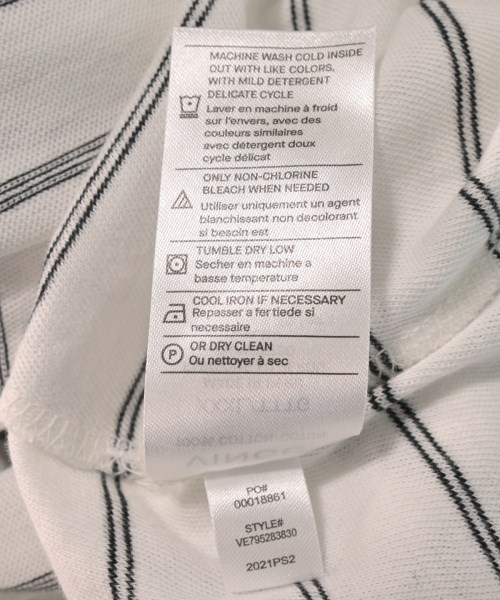 MACHINE WASH COLD INSIDE
OUT WITH LIKE COLORS,
WITH MILD DETERGENT
DELICATE CYCLE
Laver en machine à froid
sur l'envers, avec des
couleurs similaires
avec détergent doux
cycle délicat
ONLY NON-CHLORINE
BLEACH WHEN NEEDED
Utiliser uniquement un agent
blanchissant non decolorant
si besoin est
TUMBLE DRY LOW
Secher en machine a
basse temperature
COOL IRON IF NECESSARY
Repasser a fer tiede si
necessaire
P
OR DRY CLEAN
Ou nettoyer à sec
100% COTTON
PO#
00018861
STYLE#
VE795283830
2021PS2